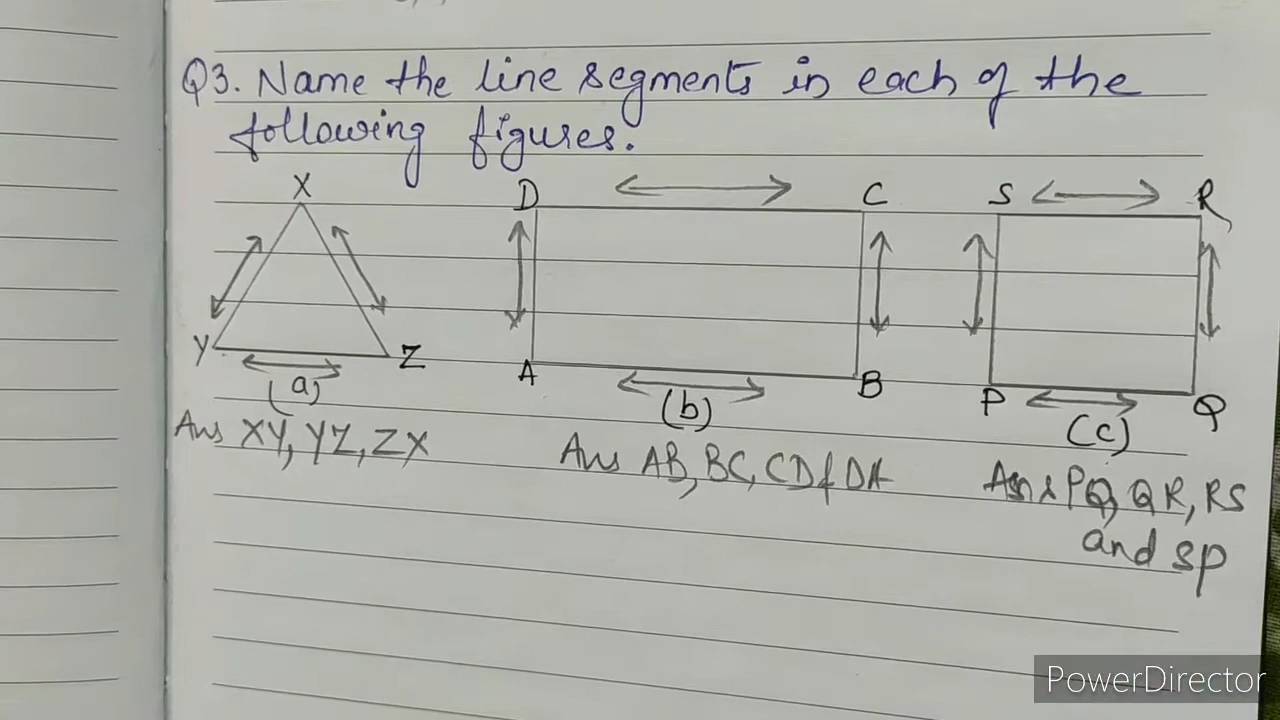 Q3. Name the line segments in each of the
following figures.
X
Y
Z
(a)
Ans XY, YZ, ZX
D
C
A
B
(b)
Ans AB, BC, CD & DA
S
R
P
Q
(c)
Ans PQ, QR, RS
and SP
PowerDirector